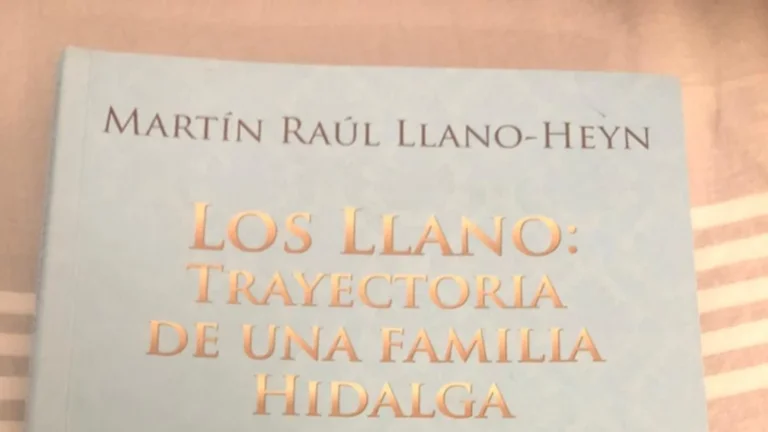 MARTÍN RAÚL LLANO-HEYN
LOS LLANO:
TRAYECTORIA
DE UNA FAMILIA
HIDALGA